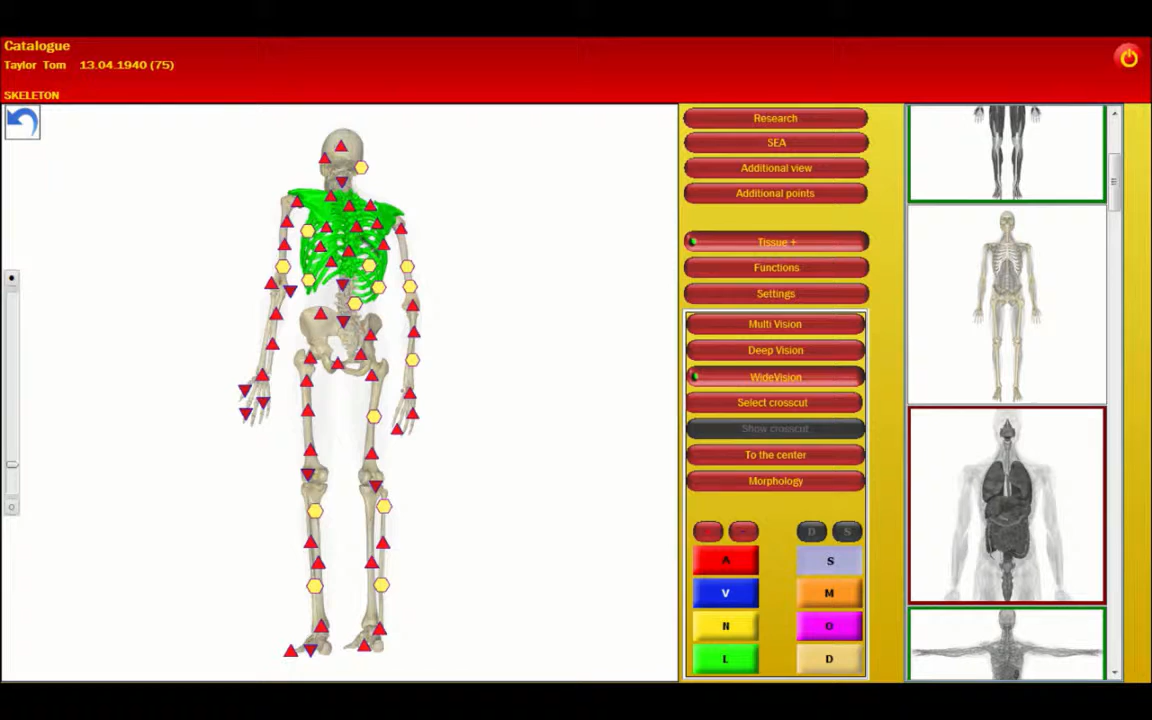 Catalogue
Taylor Tom 13.04.1940 (75)
SKELETON
Research
SEA
Additional view
Additional points
Tissue +
Functions
Settings
Multi Vision
Deep Vision
WideVision
Select crosscut
Show crosscut
To the center
Morphology
D S
A S
V M
N O
L D